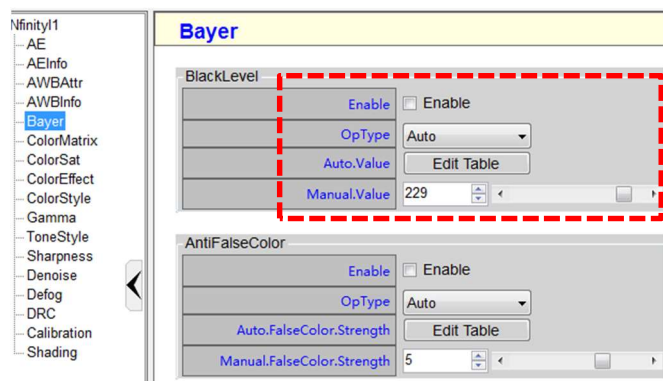 Nfinityl1
AE
AEInfo
AWBAttr
AWBInfo
Bayer
ColorMatrix
ColorSat
ColorEffect
ColorStyle
Gamma
ToneStyle
Sharpness
Denoise
Defog
DRC
Calibration
Shading
Bayer
BlackLevel
Enable Enable
OpType Auto
Auto.Value Edit Table
Manual.Value 229
AntiFalseColor
Enable Enable
OpType Auto
Auto.FalseColor.Strength Edit Table
Manual.FalseColor.Strength 5